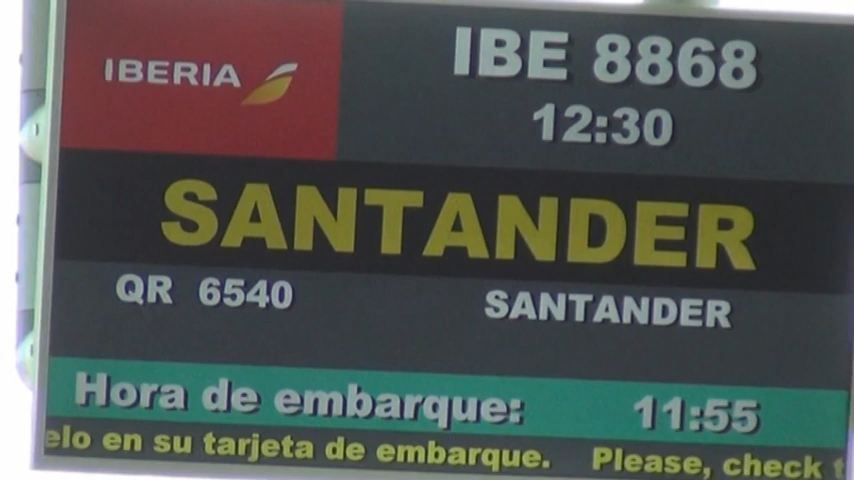 IBERIA
IBE 8868
12:30
SANTANDER
QR 6540 SANTANDER
Hora de embarque: 11:55
elo en su tarjeta de embarque. Please, check